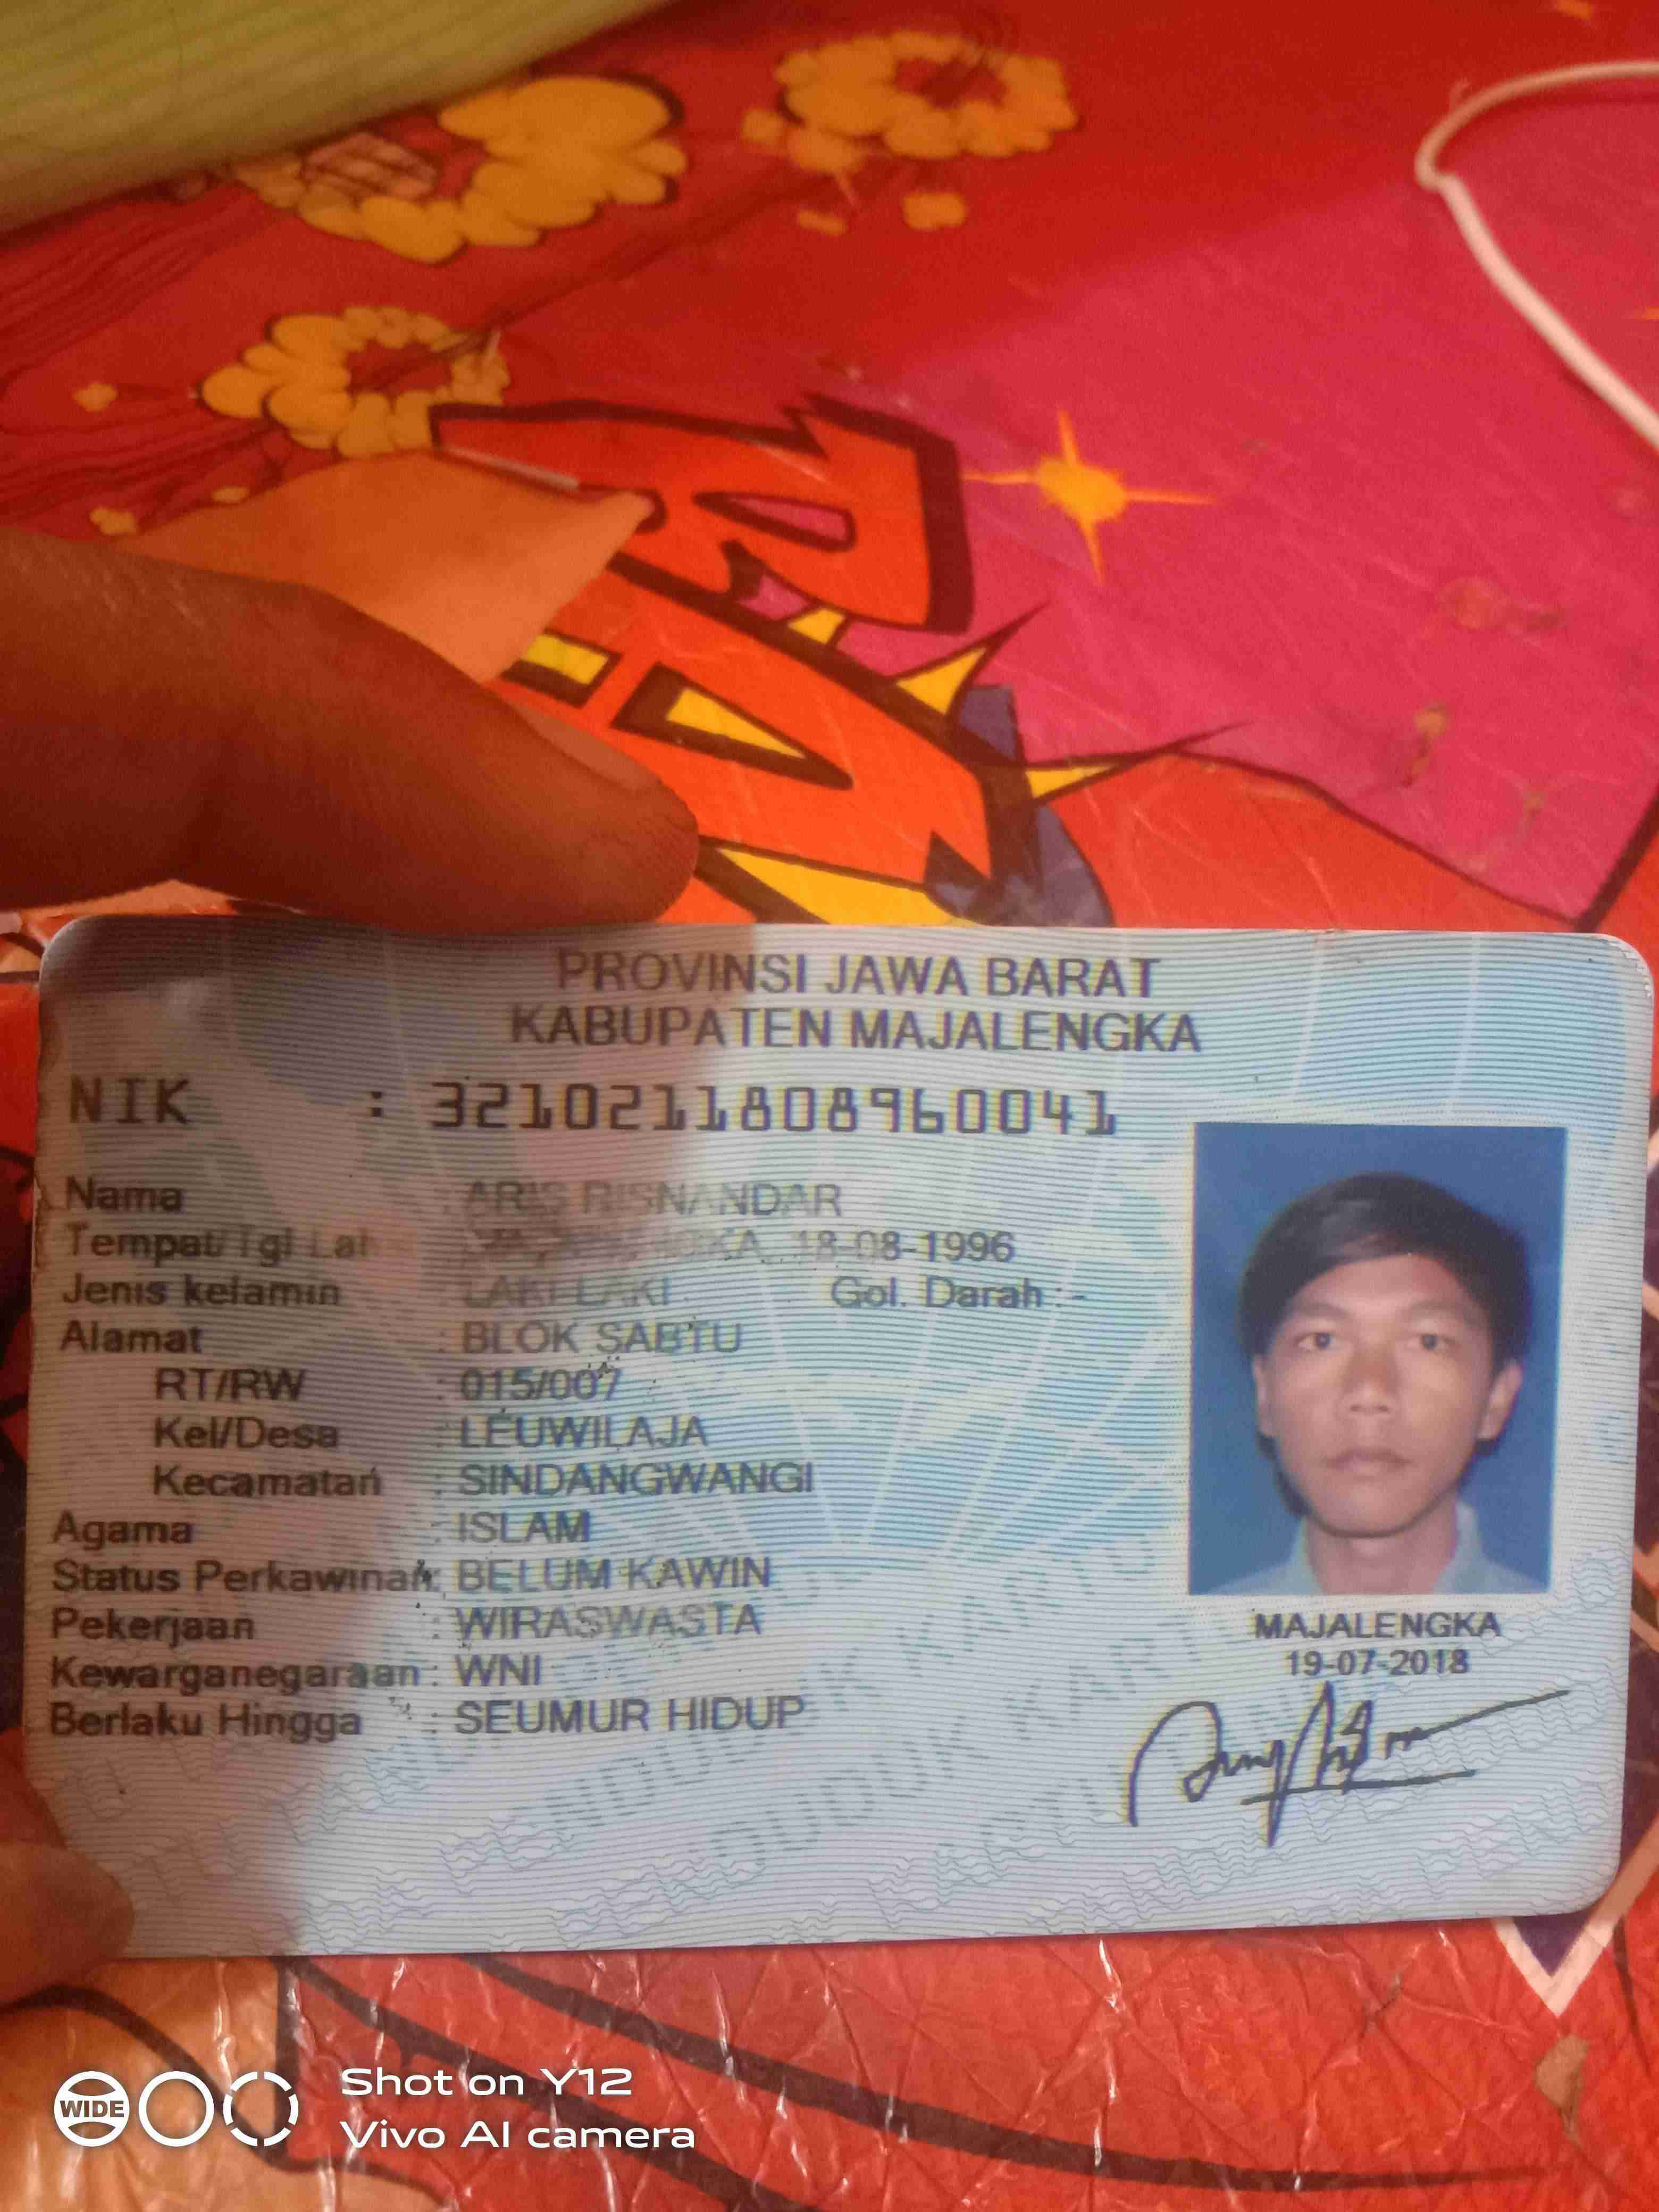 PROVINSI JAWA BARAT
KABUPATEN MAJALENGKA
NIK : 3210211808960041
Nama : ARIS RISNANDAR
Tempat/Tgl Lah , 18-08-1996
Jenis kelamin : LAKI-LAKI Gol. Darah : -
Alamat : BLOK SABTU
RT/RW : 015/007
Kel/Desa : LEUWILAJA
Kecamatan : SINDANGWANGI
Agama : ISLAM
Status Perkawinan: BELUM KAWIN
Pekerjaan : WIRASWASTA
Kewarganegaraan : WNI
Berlaku Hingga : SEUMUR HIDUP
MAJALENGKA
19-07-2018
WIDE
Shot on Y12
Vivo AI camera